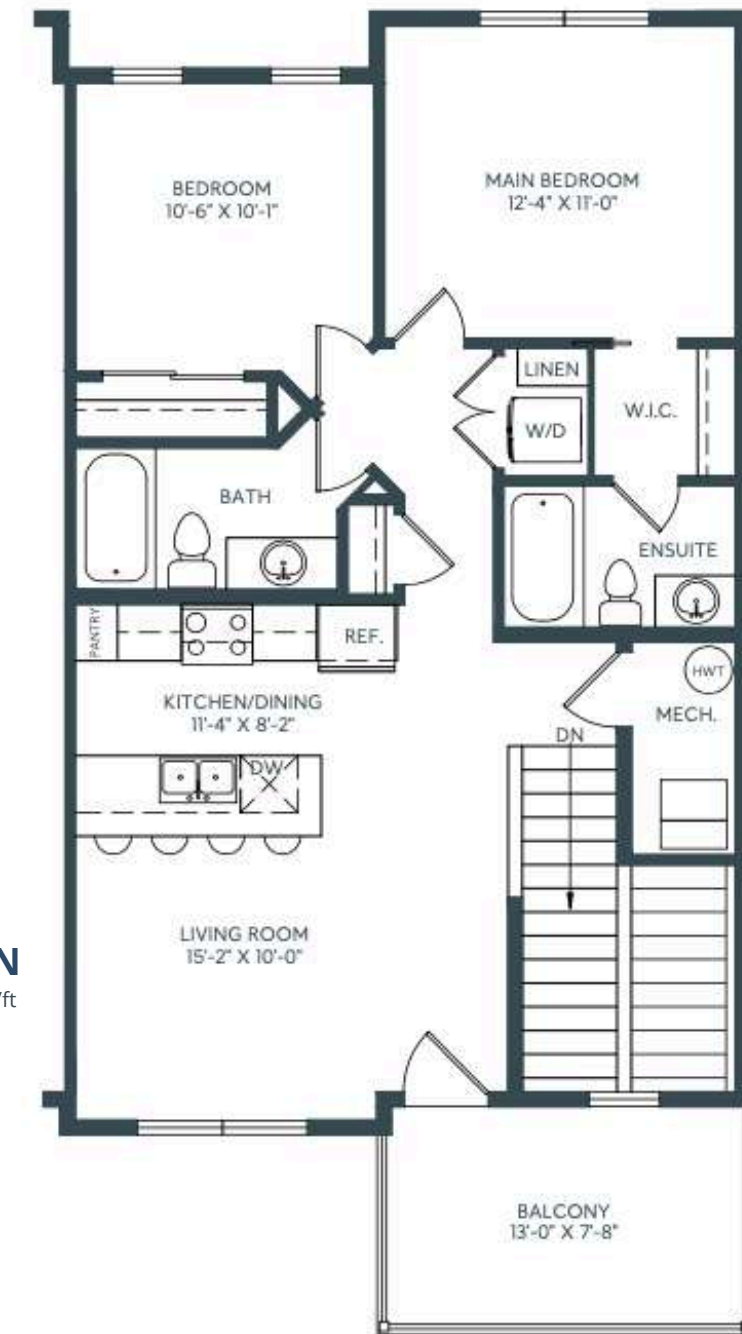 BEDROOM
10'-6" X 10'-1"
MAIN BEDROOM
12'-4" X 11'-0"
LINEN
W/D
W.I.C.
BATH
ENSUITE
PANTRY
REF.
HWT
KITCHEN/DINING
11'-4" X 8'-2"
MECH.
DN
DW
LIVING ROOM
15'-2" X 10'-0"
BALCONY
13'-0" X 7'-8"